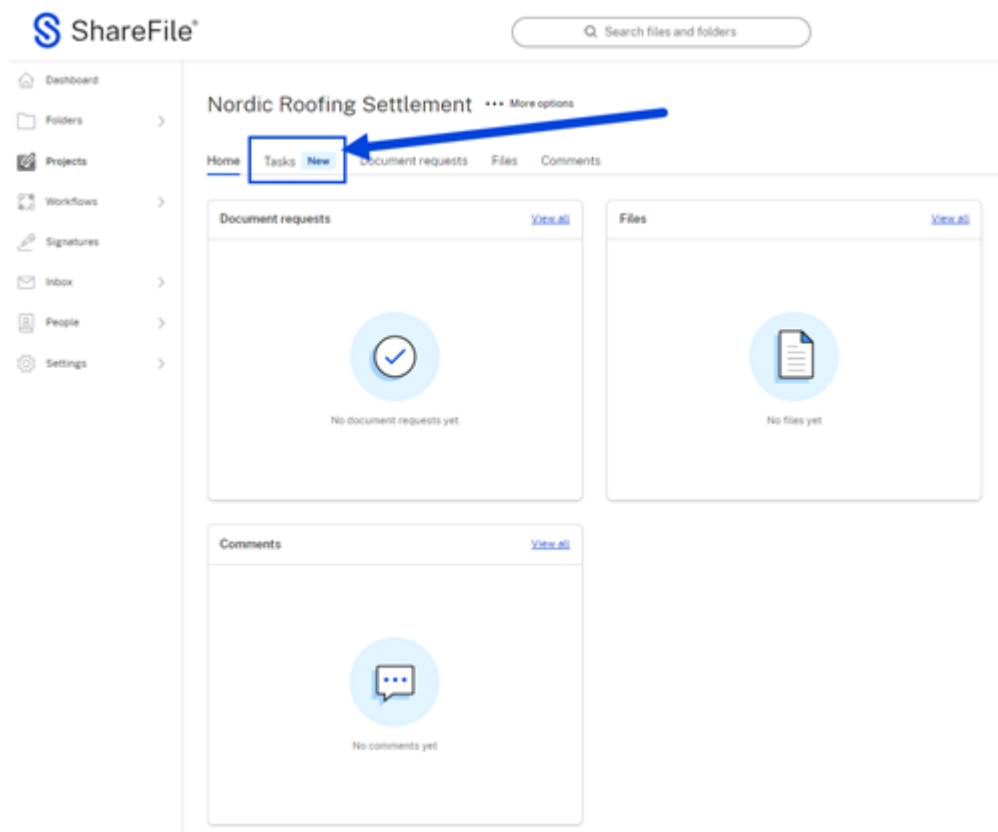 ShareFile®
Search files and folders
Dashboard
Folders
Projects
Workflows
Signatures
Inbox
People
Settings
Nordic Roofing Settlement ··· More options
Home Tasks New Document requests Files Comments
Document requests View all
No document requests yet
Files View all
No files yet
Comments View all
No comments yet